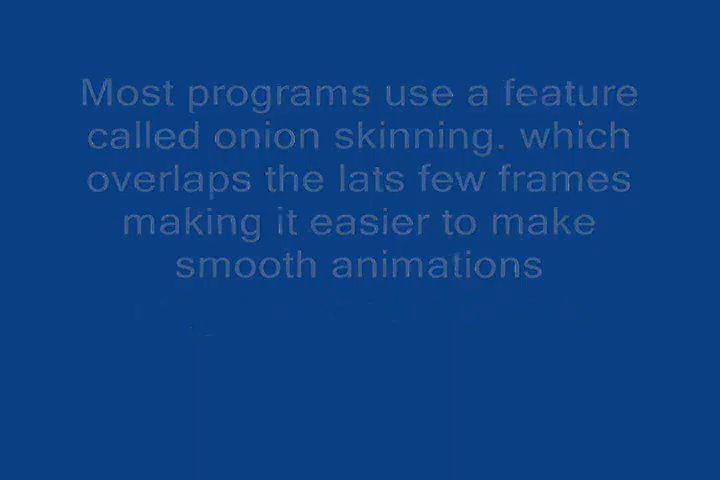 Most programs use a feature
called onion skinning. which
overlaps the lats few frames
making it easier to make
smooth animations